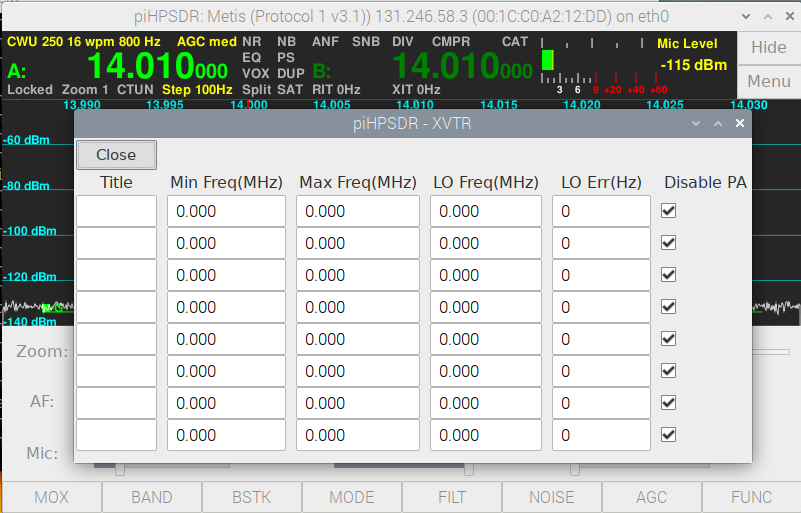 piHPSDR: Metis (Protocol 1 v3.1)) 131.246.58.3 (00:1C:C0:A2:12:DD) on eth0
CWU 250 16 wpm 800 Hz AGC med NR NB ANF SNB DIV CMPR CAT Mic Level Hide
A: 14.010000 EQ PS B: 14.010000 -115 dBm
VOX DUP
Locked Zoom 1 CTUN Step 100Hz Split SAT RIT 0Hz XIT 0Hz 3 6 9 +20 +40 +60 Menu
13.990 13.995 14.000 14.005 14.010 14.015 14.020 14.025 14.030
piHPSDR - XVTR
-60 dBm
Close
Title Min Freq(MHz) Max Freq(MHz) LO Freq(MHz) LO Err(Hz) Disable PA
-80 dBm
0.000 0.000 0.000 0
-100 dBm
0.000 0.000 0.000 0
0.000 0.000 0.000 0
-120 dBm
0.000 0.000 0.000 0
-140 dBm
0.000 0.000 0.000 0
Zoom:
0.000 0.000 0.000 0
AF:
0.000 0.000 0.000 0
0.000 0.000 0.000 0
Mic:
MOX BAND BSTK MODE FILT NOISE AGC FUNC